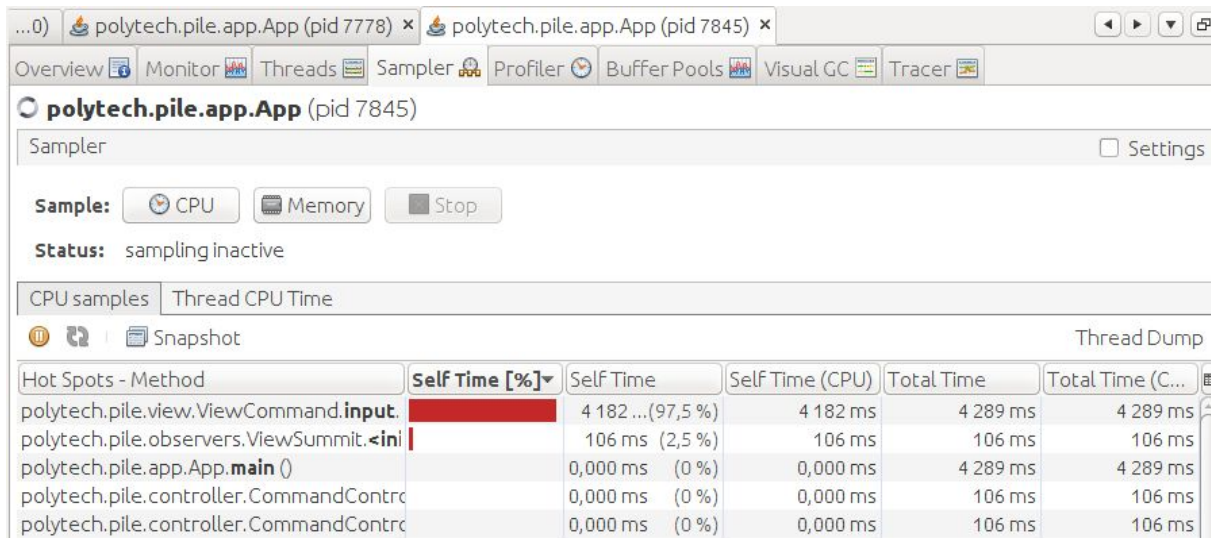 ...0) polytech.pile.app.App (pid 7778) × polytech.pile.app.App (pid 7845) ×
Overview Monitor Threads Sampler Profiler Buffer Pools Visual GC Tracer
polytech.pile.app.App (pid 7845)
Sampler Settings
Sample: CPU Memory Stop
Status: sampling inactive
CPU samples Thread CPU Time
Snapshot Thread Dump
Hot Spots - Method Self Time [%] Self Time Self Time (CPU) Total Time Total Time (C...
polytech.pile.view.ViewCommand.input. 4 182 ...(97,5 %) 4 182 ms 4 289 ms 4 289 ms
polytech.pile.observers.ViewSummit.<ini 106 ms (2,5 %) 106 ms 106 ms 106 ms
polytech.pile.app.App.main () 0,000 ms (0 %) 0,000 ms 4 289 ms 4 289 ms
polytech.pile.controller.CommandContro 0,000 ms (0 %) 0,000 ms 106 ms 106 ms
polytech.pile.controller.CommandContro 0,000 ms (0 %) 0,000 ms 106 ms 106 ms